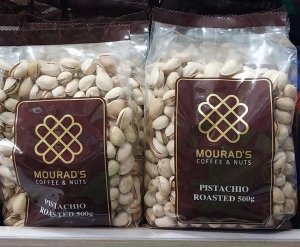 MOURAD'S
COFFEE & NUTS
PISTACHIO
ROASTED 500g
MOURAD'S
COFFEE & NUTS
PISTACHIO
ROASTED 500g